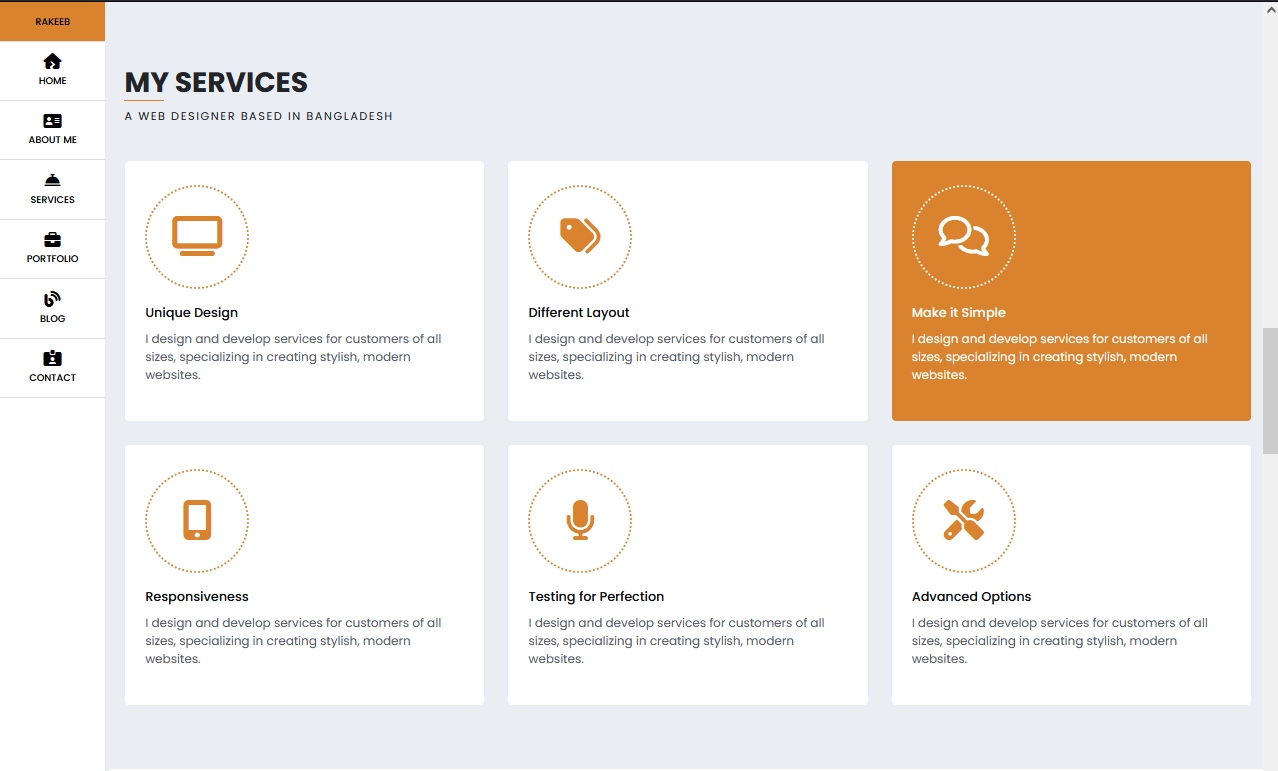 RAKEEB
HOME
ABOUT ME
SERVICES
PORTFOLIO
BLOG
CONTACT
MY SERVICES
A WEB DESIGNER BASED IN BANGLADESH
Unique Design
I design and develop services for customers of all
sizes, specializing in creating stylish, modern
websites.
Different Layout
I design and develop services for customers of all
sizes, specializing in creating stylish, modern
websites.
Make it Simple
I design and develop services for customers of all
sizes, specializing in creating stylish, modern
websites.
Responsiveness
I design and develop services for customers of all
sizes, specializing in creating stylish, modern
websites.
Testing for Perfection
I design and develop services for customers of all
sizes, specializing in creating stylish, modern
websites.
Advanced Options
I design and develop services for customers of all
sizes, specializing in creating stylish, modern
websites.